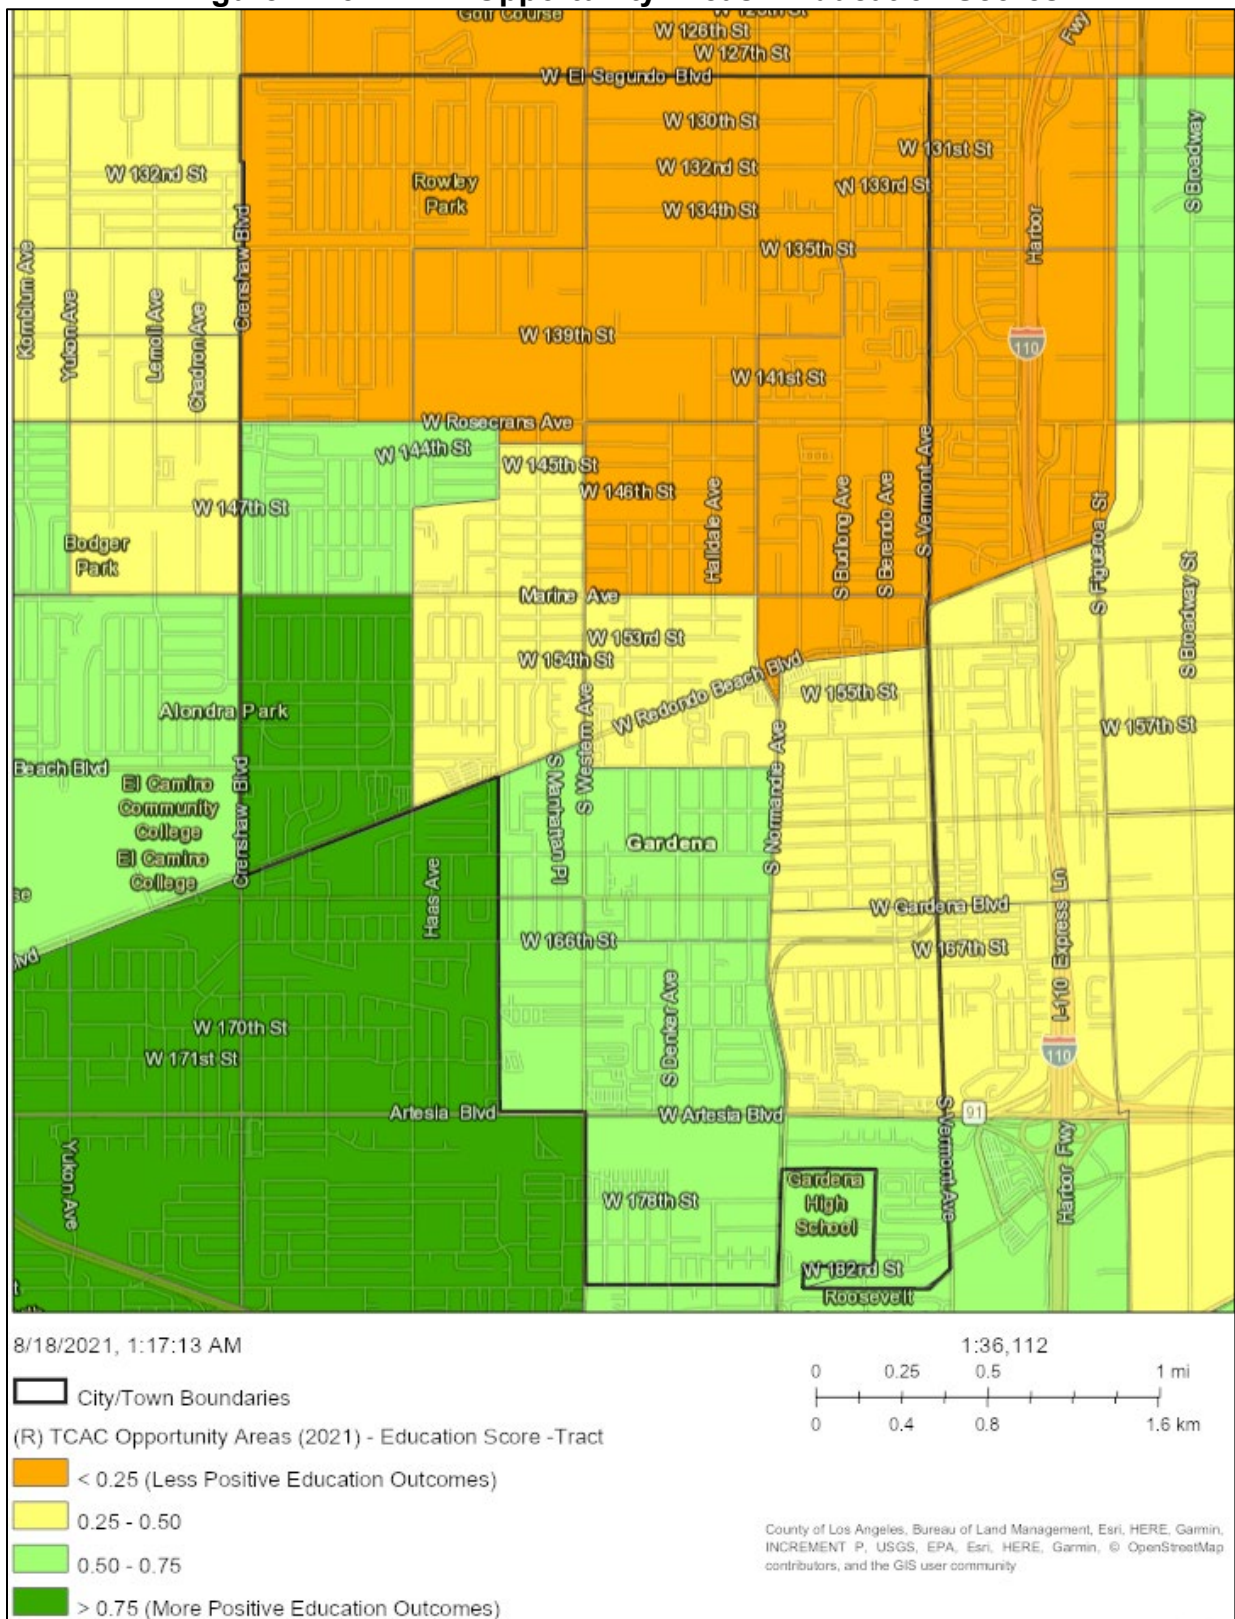 Golf Course
W 126th St
W 127th St
Fwy
W El Segundo Blvd
W 130th St
W 131st St
S Broadway
W 132nd St
W 132nd St
Rowley
Park
W 133rd St
W 134th St
W 135th St
Harbor
Crenshaw Blvd
Kornblum Ave
Yukon Ave
Lemoli Ave
Chadron Ave
W 139th St
110
W 141st St
W Rosecrans Ave
W 144th St
W 145th St
W 146th St
W 147th St
Halldale Ave
S Budlong Ave
S Berendo Ave
S Vermont Ave
S Figueroa St
Bodger
Park
S Broadway St
Marine Ave
W 153rd St
W 154th St
W Redondo Beach Blvd
W 155th St
Alondra Park
S Western Ave
W 157th St
Beach Blvd
El Camino
Community
College
El Camino
College
Crenshaw Blvd
S Manhattan Pl
Gardena
S Normandie Ave
Haas Ave
W Gardena Blvd
W 166th St
W 167th St
I-110 Express Ln
W 170th St
W 171st St
S Denker Ave
110
Artesia Blvd
W Artesia Blvd
91
S Vermont Ave
Harbor Fwy
Yukon Ave
W 178th St
Gardena
High
School
W 182nd St
Roosevelt
8/18/2021, 1:17:13 AM
1:36,112
0 0.25 0.5 1 mi
0 0.4 0.8 1.6 km
City/Town Boundaries
(R) TCAC Opportunity Areas (2021) - Education Score -Tract
< 0.25 (Less Positive Education Outcomes)
0.25 - 0.50
0.50 - 0.75
> 0.75 (More Positive Education Outcomes)
County of Los Angeles, Bureau of Land Management, Esri, HERE, Garmin,
INCREMENT P, USGS, EPA, Esri, HERE, Garmin, © OpenStreetMap
contributors, and the GIS user community